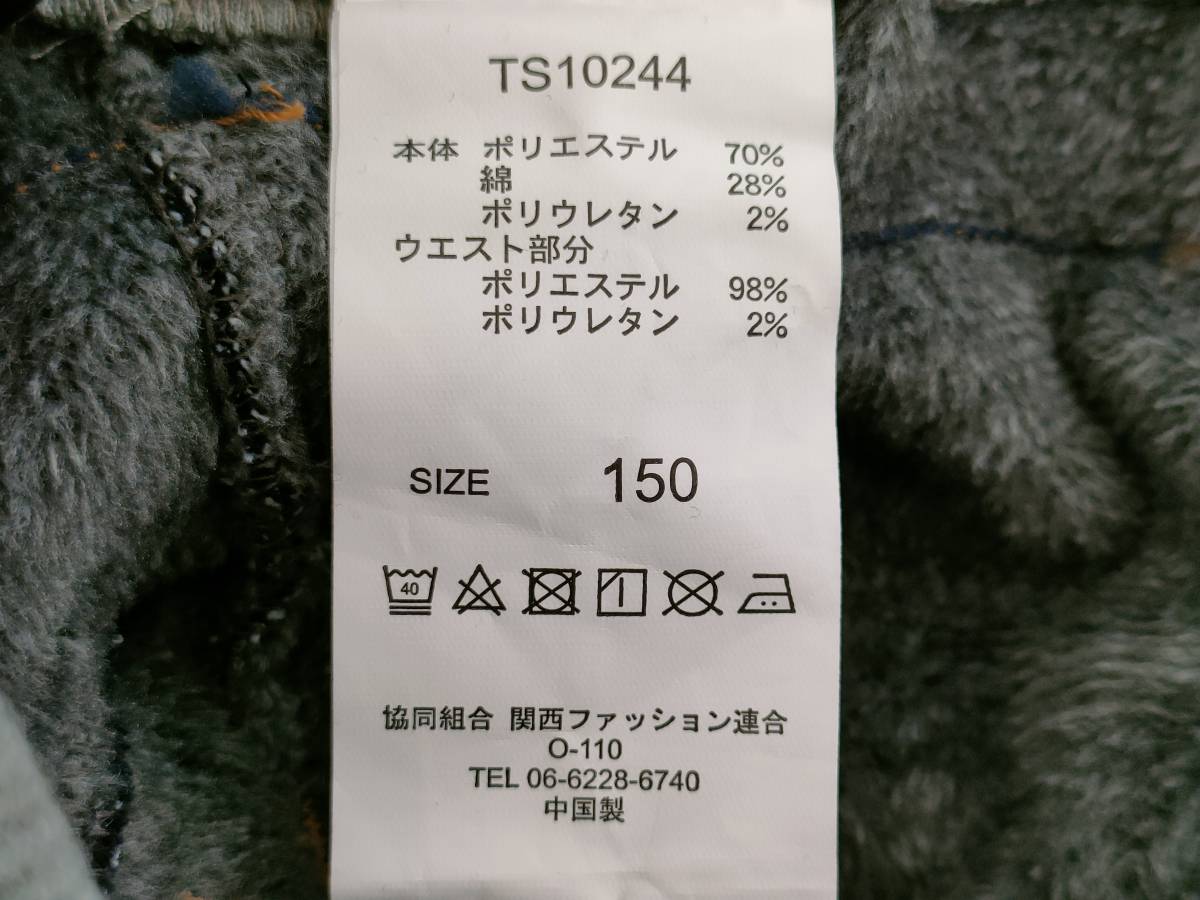 TS10244
本体 ポリエステル 70%
綿 28%
ポリウレタン 2%
ウエスト部分
ポリエステル 98%
ポリウレタン 2%
SIZE 150
40
協同組合 関西ファッション連合
O-110
TEL 06-6228-6740
中国製